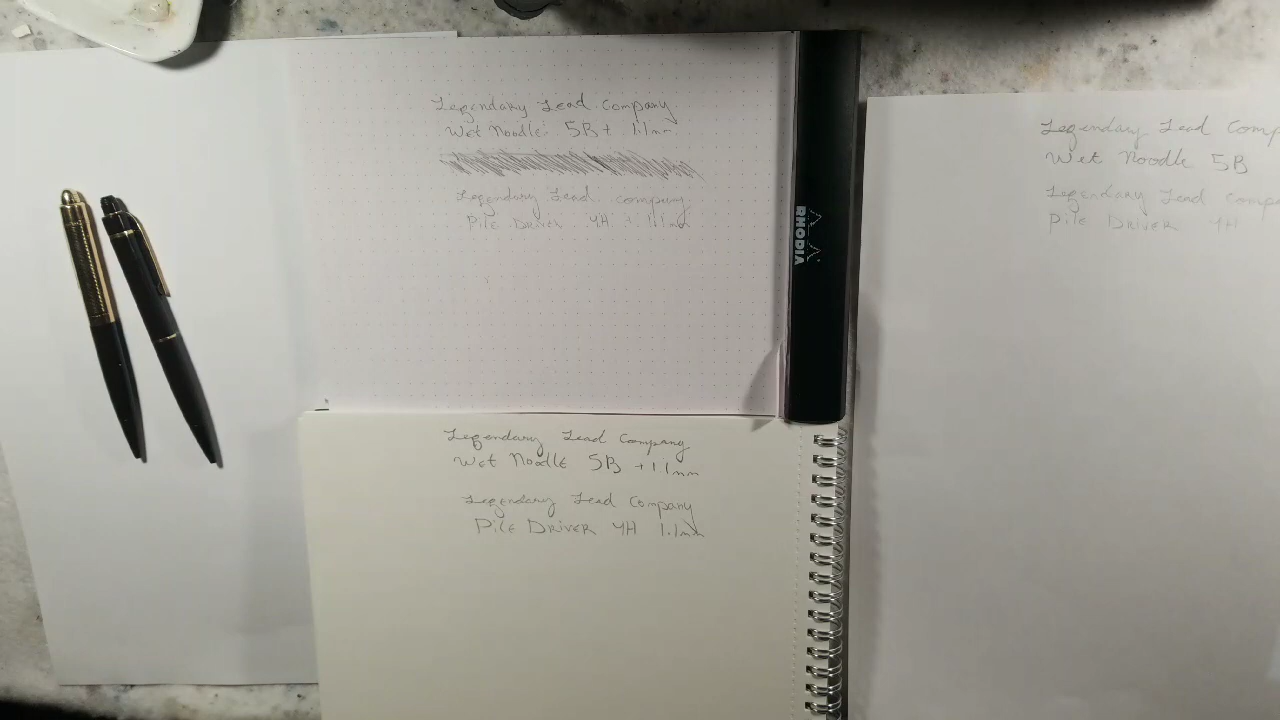 Legendary Lead Company
Wet Noodle 5B + 1.1mm
Legendary Lead Company
Pile Driver 4H + 1.1mm
RHODIA
Legendary Lead Company
Wet Noodle 5B + 1.1mm
Legendary Lead Company
Pile Driver 4H 1.1mm
Legendary Lead Comp
Wet Noodle 5B
Legendary Lead Comp
Pile Driver 4H